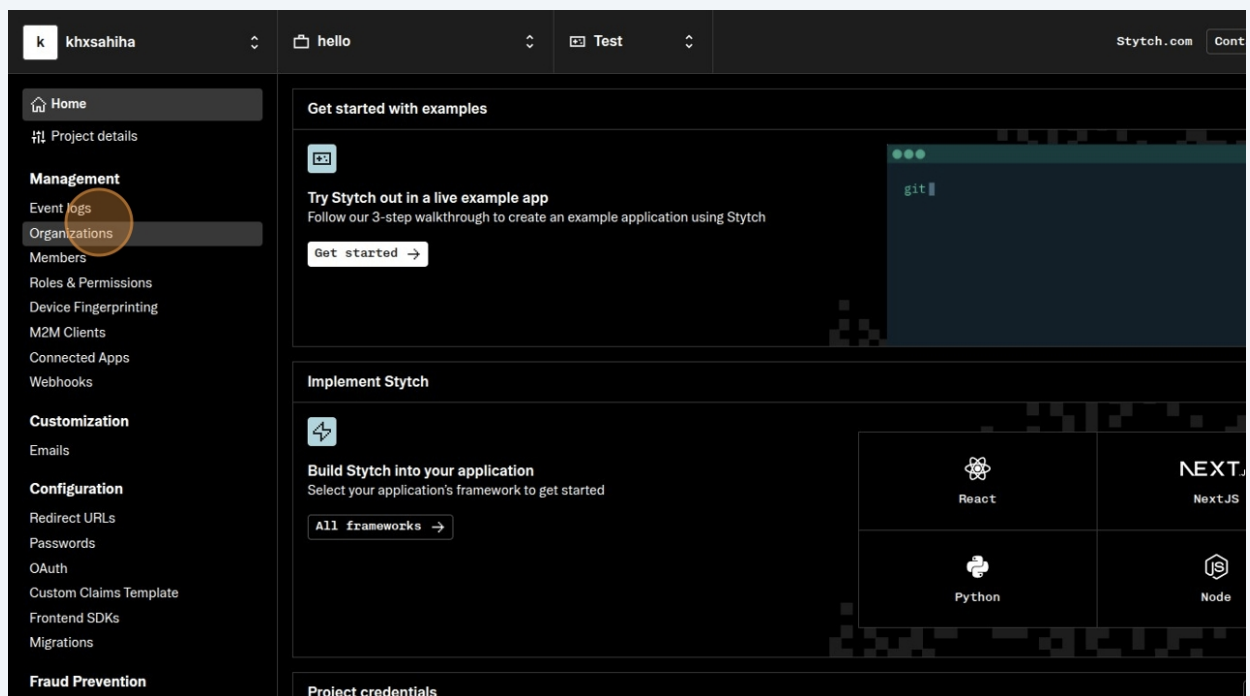 k khxsahiha hello Test Stytch.com Cont
Home
Project details
Management
Event logs
Organizations
Members
Roles & Permissions
Device Fingerprinting
M2M Clients
Connected Apps
Webhooks
Customization
Emails
Configuration
Redirect URLs
Passwords
OAuth
Custom Claims Template
Frontend SDKs
Migrations
Fraud Prevention
Get started with examples
Try Stytch out in a live example app
Follow our 3-step walkthrough to create an example application using Stytch
Get started →
git
Implement Stytch
Build Stytch into your application
Select your application's framework to get started
All frameworks →
React
NEXT.
NextJS
Python
JS
Node
Project credentials